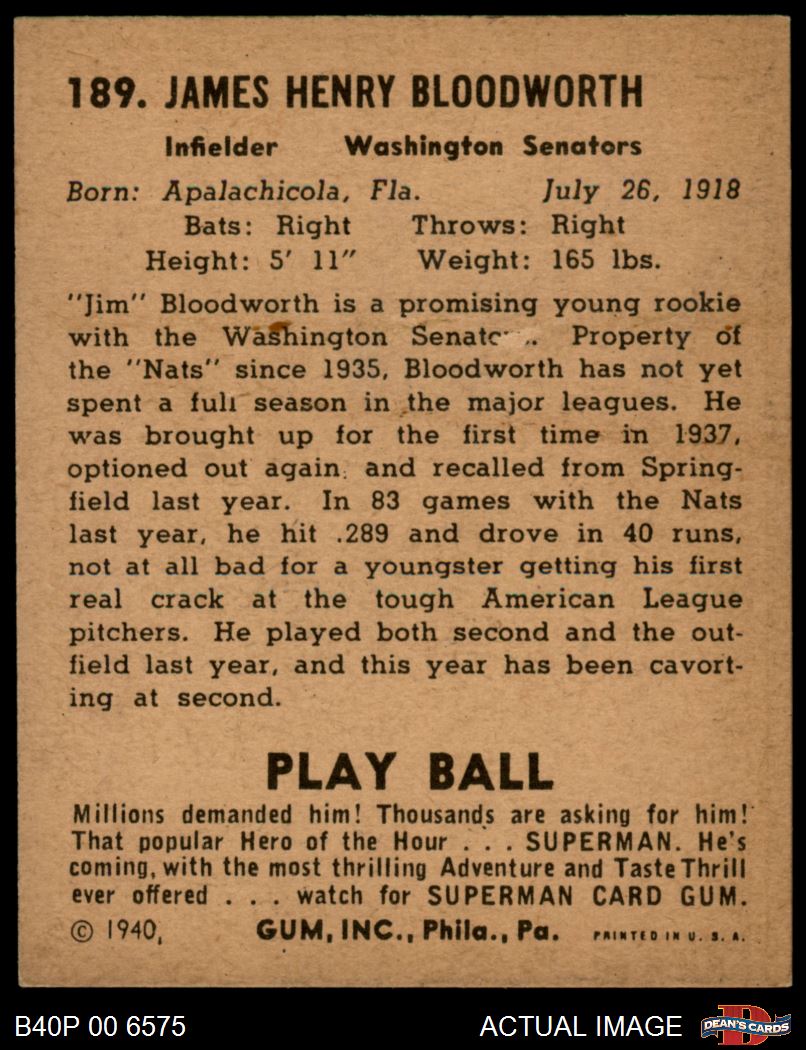 189. JAMES HENRY BLOODWORTH
Infielder Washington Senators
Born: Apalachicola, Fla. July 26, 1918
Bats: Right Throws: Right
Height: 5' 11" Weight: 165 lbs.
"Jim" Bloodworth is a promising young rookie
with the Washington Property of
the "Nats" since 1935, Bloodworth has not yet
spent a full season in the major leagues. He
was brought up for the first time in 1937,
optioned out again, and recalled from Spring-
field last year. In 83 games with the Nats
last year, he hit .289 and drove in 40 runs,
not at all bad for a youngster getting his first
real crack at the tough American League
pitchers. He played both second and the out-
field last year, and this year has been cavort-
ing at second.
PLAY BALL
Millions demanded him! Thousands are asking for him!
That popular Hero of the Hour . . . SUPERMAN. He's
coming, with the most thrilling Adventure and Taste Thrill
ever offered . . . watch for SUPERMAN CARD GUM.
© 1940, GUM, INC., Phila., Pa. PRINTED IN U. S. A.
B40P 00 6575 ACTUAL IMAGE D DEAN'S CARDS